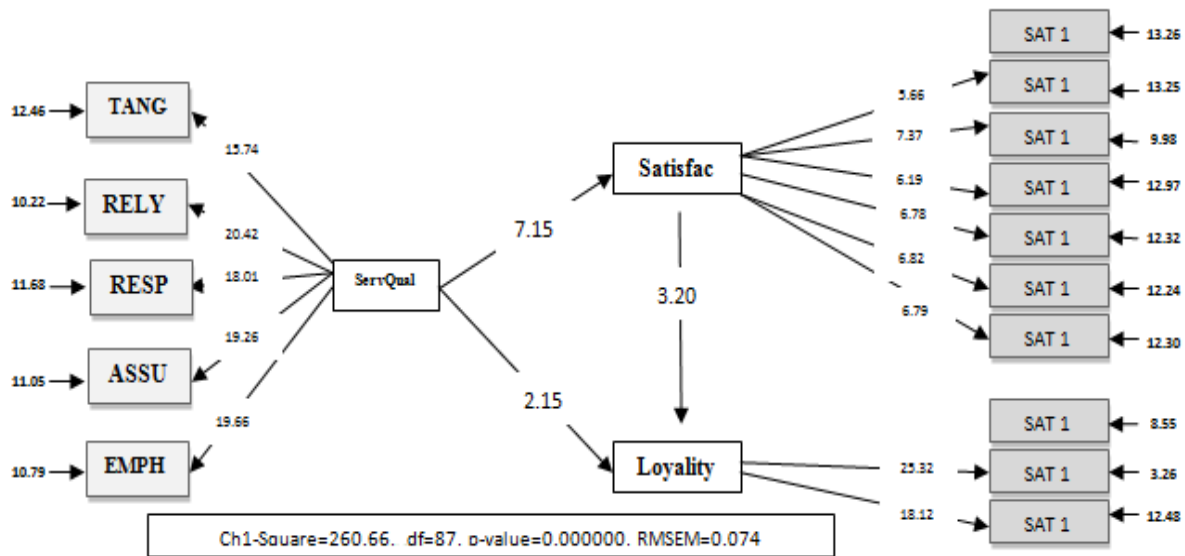 SAT 1
13.26
SAT 1
13.25
5.66
12.46
TANG
7.37
SAT 1
9.98
15.74
Satisfac
6.19
SAT 1
12.97
10.22
RELY
6.78
SAT 1
12.32
20.42
7.15
6.82
SAT 1
12.24
11.68
RESP
18.01
ServQual
3.20
6.79
SAT 1
12.30
19.26
11.05
ASSU
2.15
SAT 1
8.55
19.66
10.79
EMPH
Loyality
25.32
SAT 1
3.26
18.12
SAT 1
12.48
Ch1-Square=260.66, df=87, p-value=0.000000, RMSEM=0.074